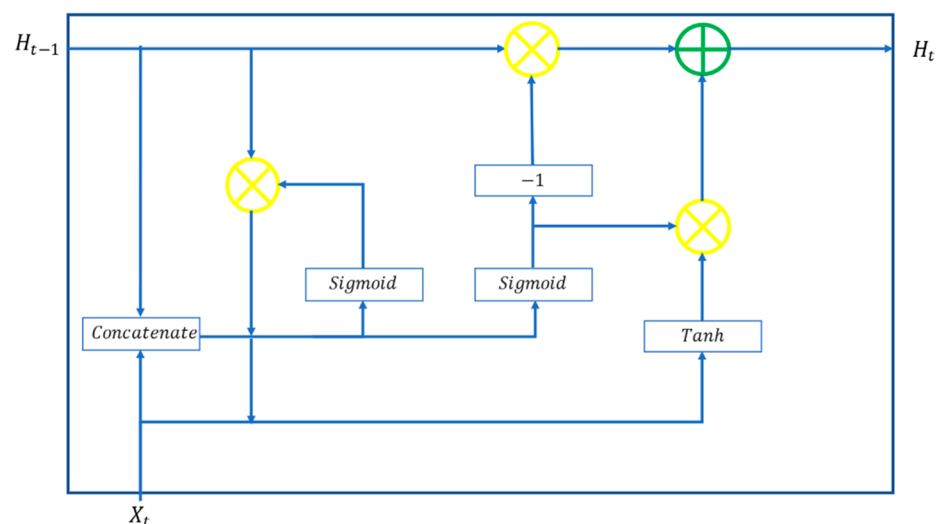 H_{t−1}
H_t
−1
Sigmoid
Sigmoid
Concatenate
Tanh
X_t